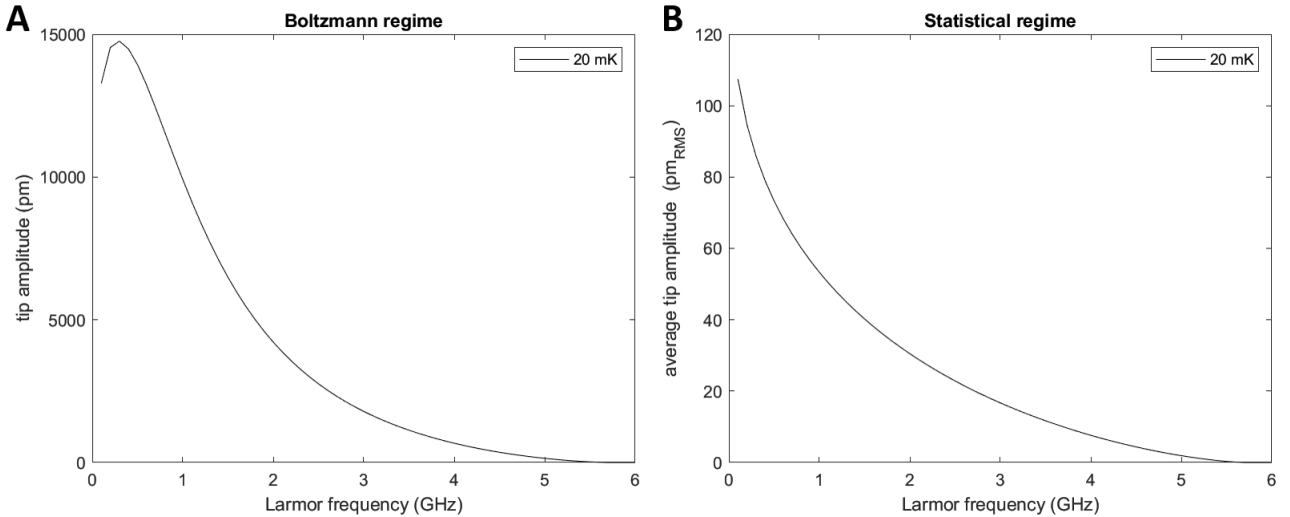 A
Boltzmann regime
20 mK
15000
10000
5000
0
tip amplitude (pm)
0 1 2 3 4 5 6
Larmor frequency (GHz)
B
Statistical regime
20 mK
120
100
80
60
40
20
0
average tip amplitude (pm_RMS)
0 1 2 3 4 5 6
Larmor frequency (GHz)